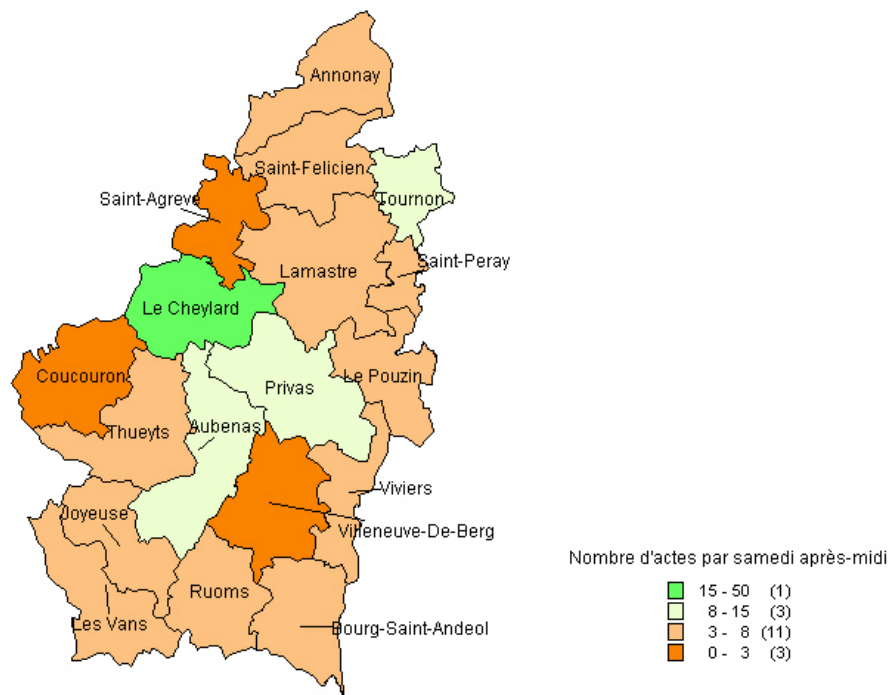 Annonay
Saint-Felicien
Saint-Agreve
Tournon
Saint-Peray
Lamastre
Le Cheylard
Coucouron
Le Pouzin
Privas
Thueyts
Aubenas
Viviers
Joyeuse
Villeneuve-De-Berg
Ruoms
Les Vans
Bourg-Saint-Andeol
Nombre d'actes par samedi après-midi
15 - 50 (1)
8 - 15 (3)
3 - 8 (11)
0 - 3 (3)